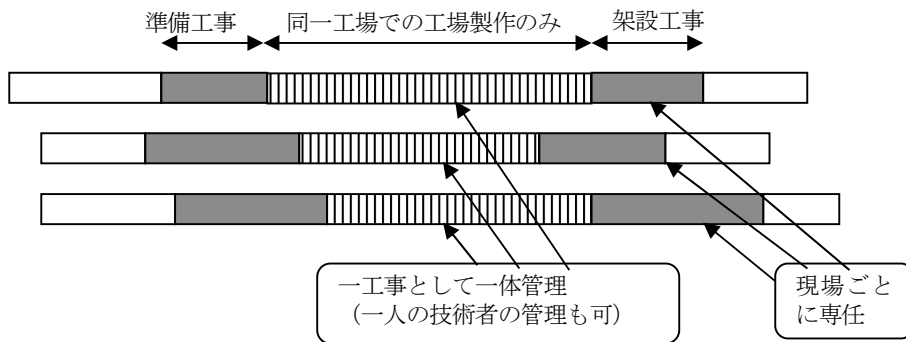 準備工事
同一工場での工場製作のみ
架設工事
一工事として一体管理
（一人の技術者の管理も可）
現場ごと
に専任